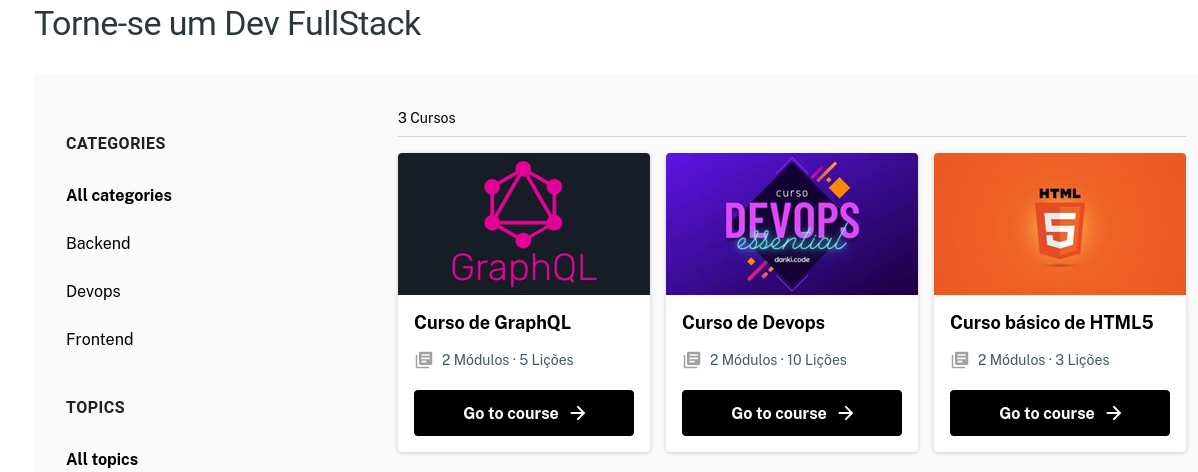 Torne-se um Dev FullStack
CATEGORIES
All categories
Backend
Devops
Frontend
TOPICS
All topics
3 Cursos
GraphQL
Curso de GraphQL
2 Módulos · 5 Lições
Go to course →
curso
DEVOPS
essential
danki.code
Curso de Devops
2 Módulos · 10 Lições
Go to course →
HTML
5
Curso básico de HTML5
2 Módulos · 3 Lições
Go to course →